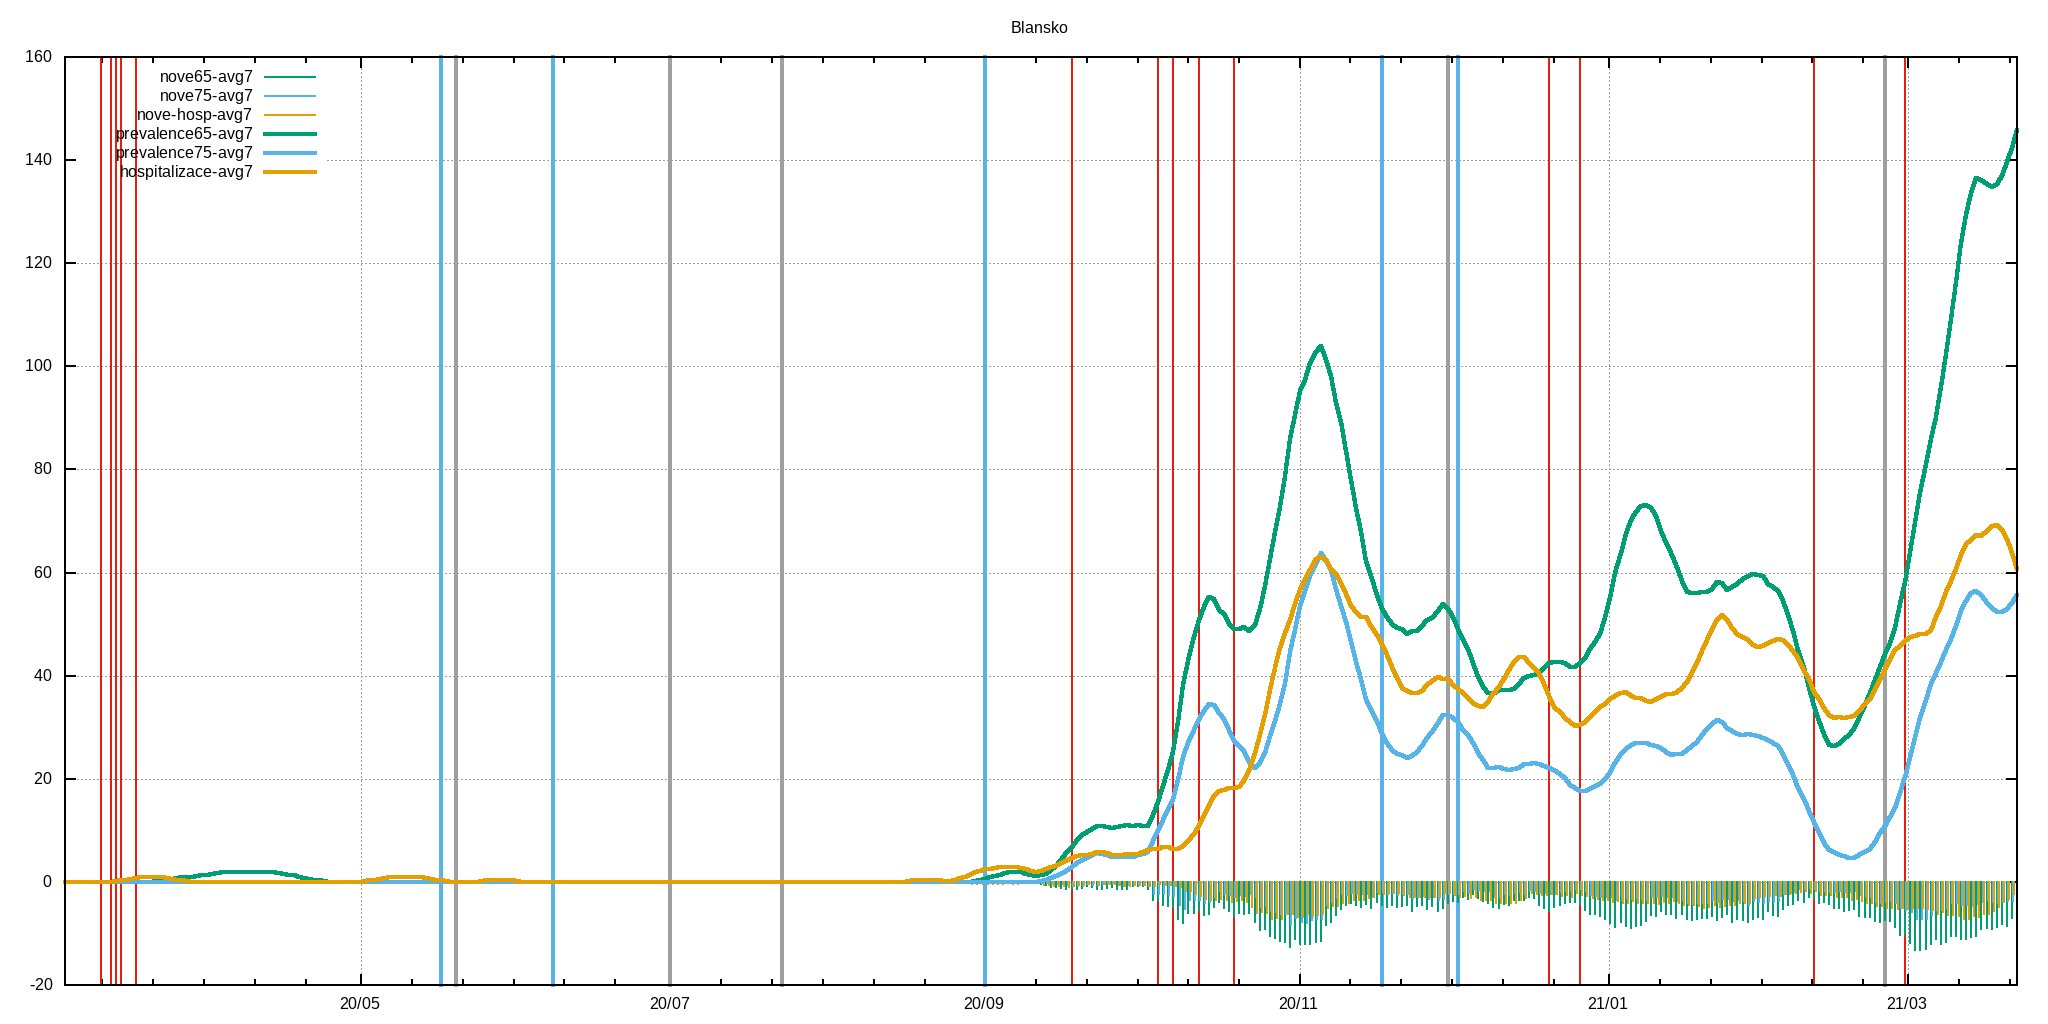 Blansko
160
140
120
100
80
60
40
20
0
-20
nove65-avg7
nove75-avg7
nove-hosp-avg7
prevalence65-avg7
prevalence75-avg7
hospitalizace-avg7
20/05
20/07
20/09
20/11
21/01
21/03